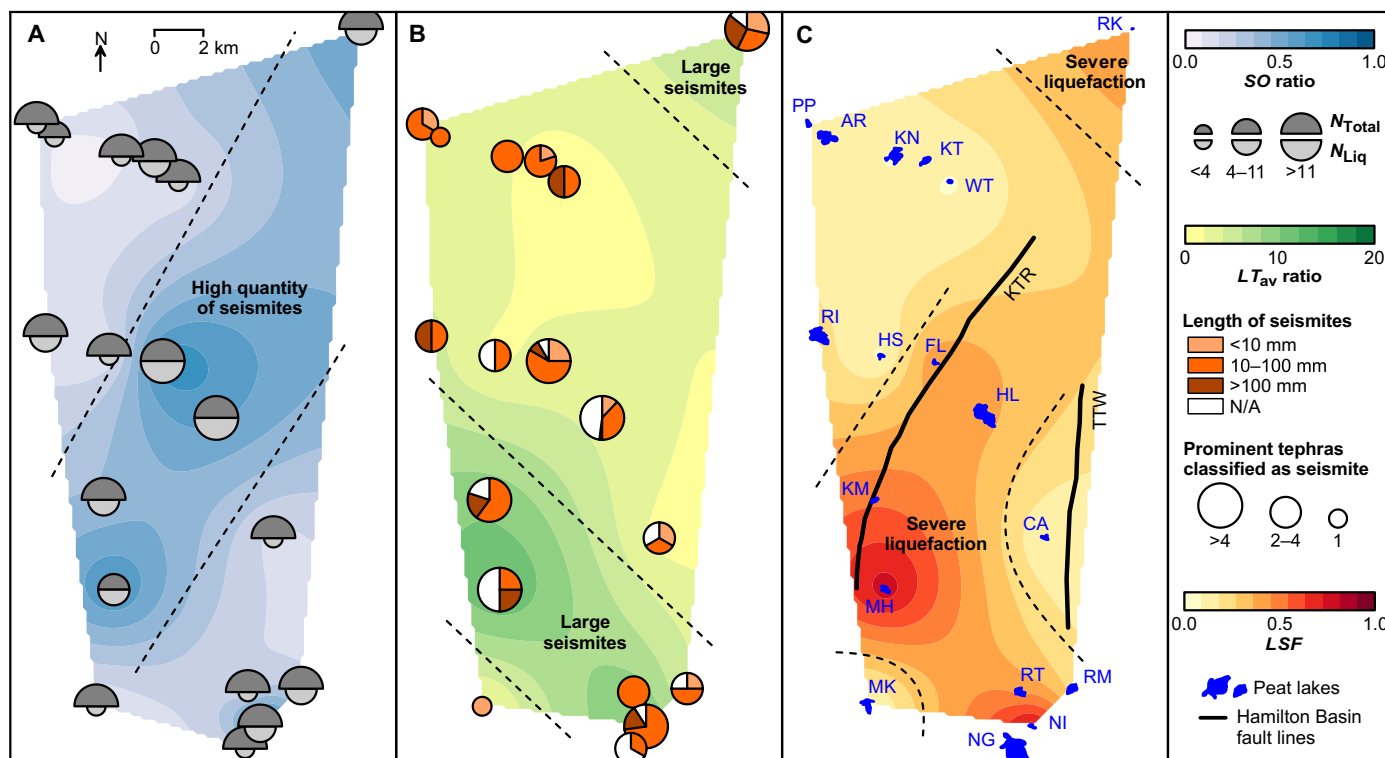 A
N
0 2 km
High quantity
of seismites
B
Large
seismites
Large
seismites
C
RK
Severe
liquefaction
PP
AR
KN
KT
WT
KTR
RI
HS
FL
HL
TTW
KM
CA
Severe
liquefaction
MH
MK
RT
RM
NI
NG
0.0 0.5 1.0
SO ratio
NTotal
NLiq
<4 4–11 >11
0 10 20
LTav ratio
Length of seismites
<10 mm
10–100 mm
>100 mm
N/A
Prominent tephras
classified as seismite
>4 2–4 1
0.0 0.5 1.0
LSF
Peat lakes
Hamilton Basin
fault lines